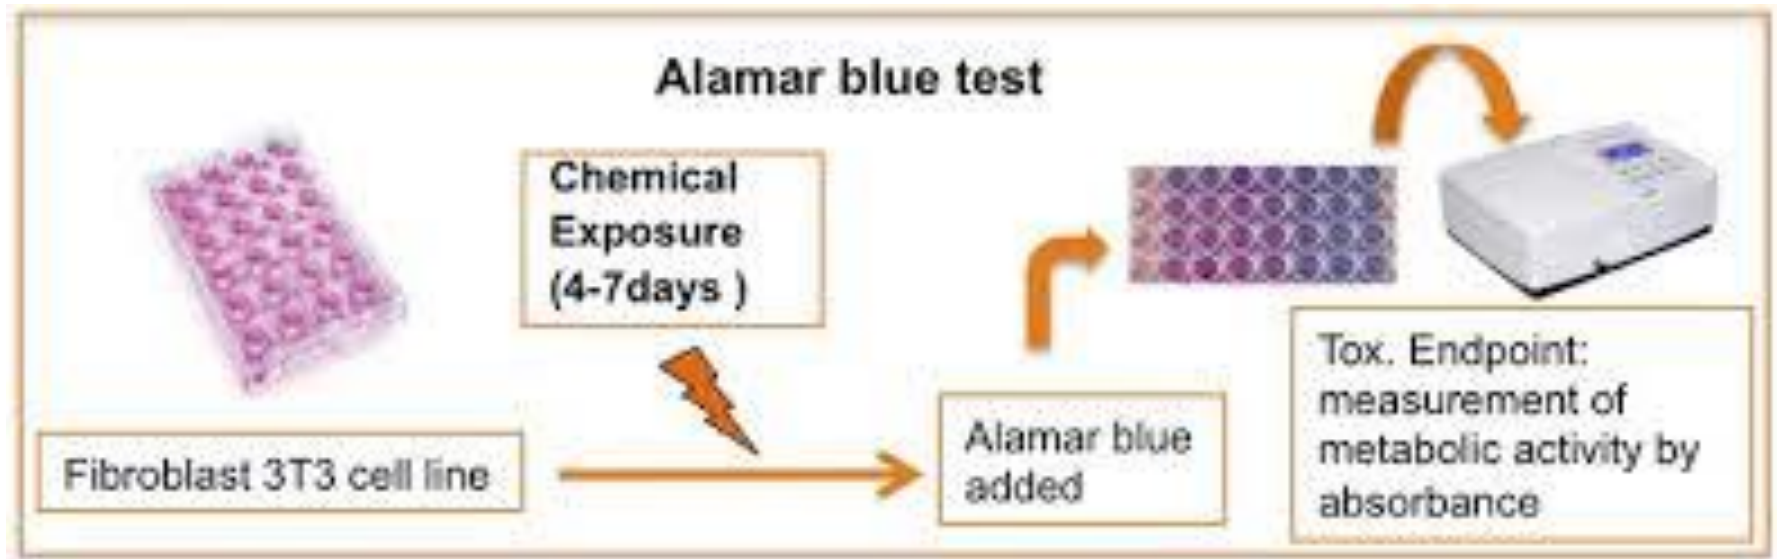 Alamar blue test
Chemical
Exposure
(4-7days )
Fibroblast 3T3 cell line
Alamar blue
added
Tox. Endpoint:
measurement of
metabolic activity by
absorbance